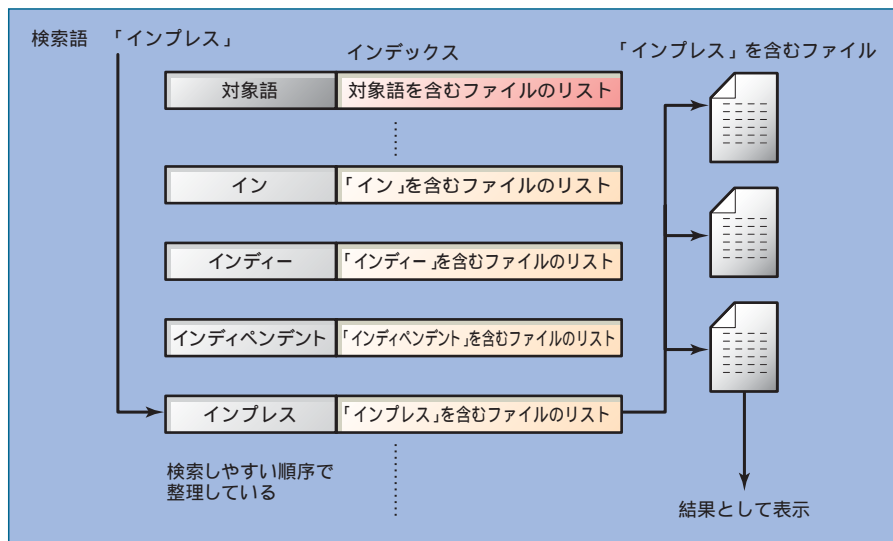 検索語 「インプレス」
インデックス
「インプレス」を含むファイル
対象語 対象語を含むファイルのリスト
イン 「イン」を含むファイルのリスト
インディー 「インディー」を含むファイルのリスト
インディペンデント 「インディペンデント」を含むファイルのリスト
インプレス 「インプレス」を含むファイルのリスト
検索しやすい順序で
整理している
結果として表示